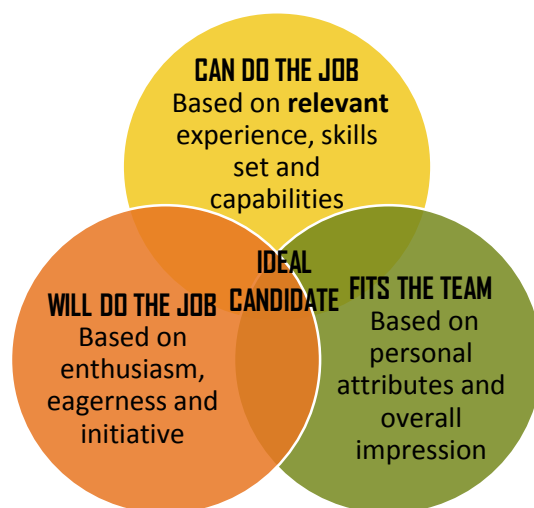 CAN DO THE JOB
Based on relevant
experience, skills
set and
capabilities
IDEAL
CANDIDATE
WILL DO THE JOB
Based on
enthusiasm,
eagerness and
initiative
FITS THE TEAM
Based on
personal
attributes and
overall
impression